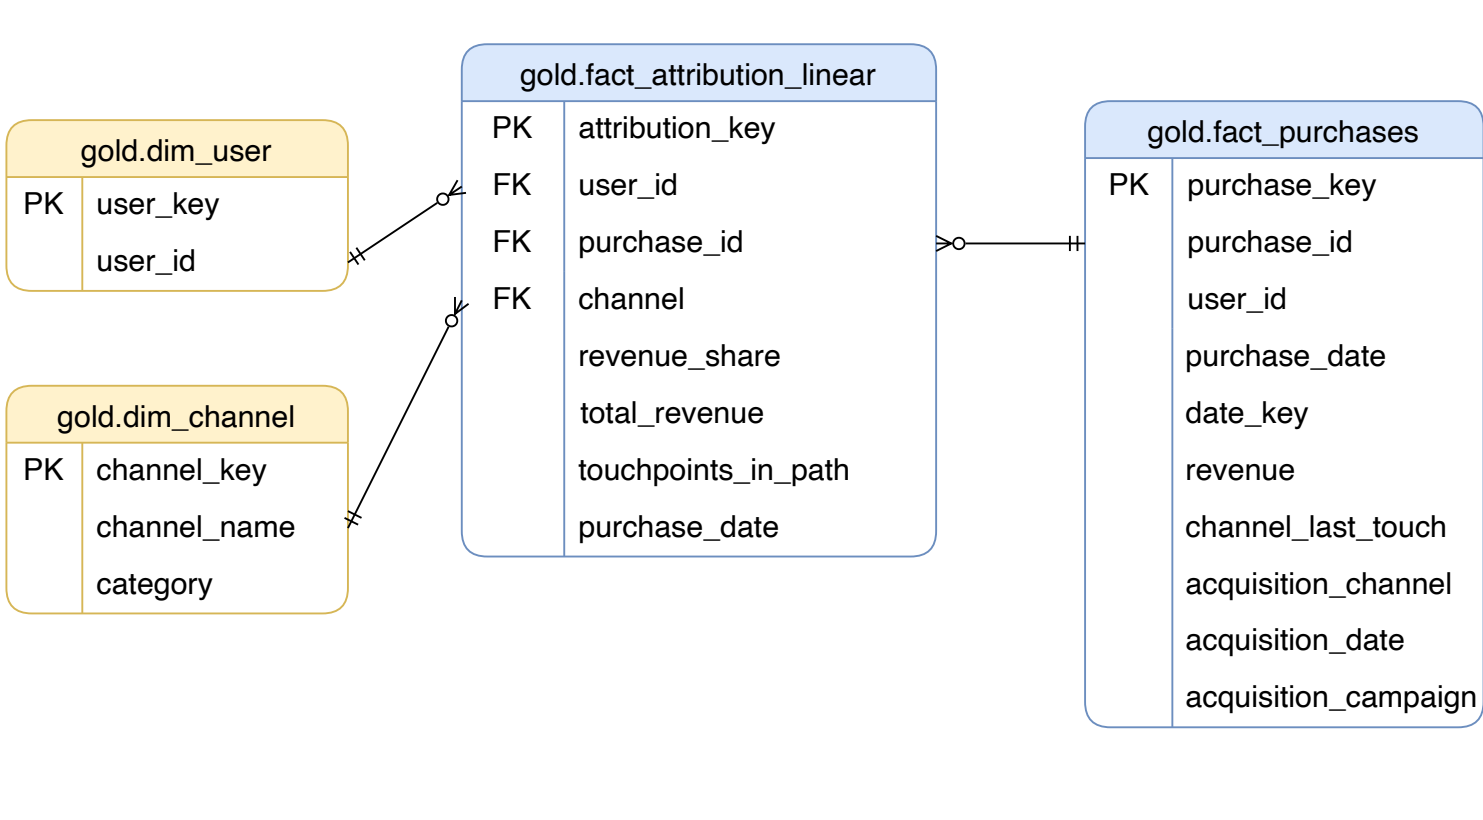 gold.dim_user
PK user_key
user_id
gold.dim_channel
PK channel_key
channel_name
category
gold.fact_attribution_linear
PK attribution_key
FK user_id
FK purchase_id
FK channel
revenue_share
total_revenue
touchpoints_in_path
purchase_date
gold.fact_purchases
PK purchase_key
purchase_id
user_id
purchase_date
date_key
revenue
channel_last_touch
acquisition_channel
acquisition_date
acquisition_campaign